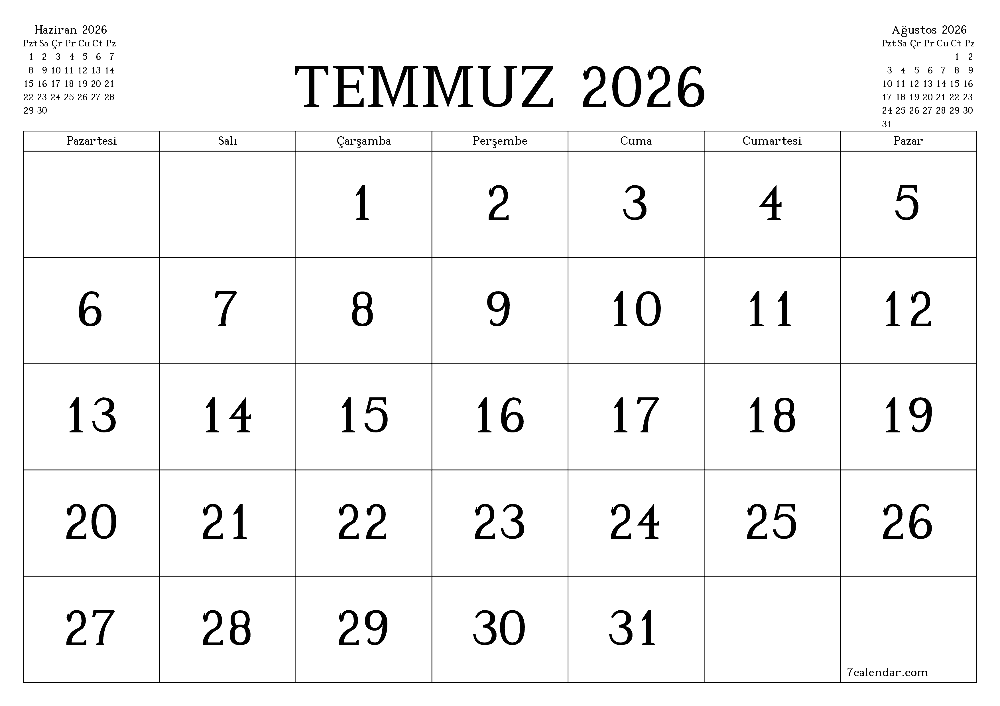 Haziran 2026
Pzt Sa Çr Pr Cu Ct Pz
1 2 3 4 5 6 7
8 9 10 11 12 13 14
15 16 17 18 19 20 21
22 23 24 25 26 27 28
29 30
TEMMUZ 2026
Ağustos 2026
Pzt Sa Çr Pr Cu Ct Pz
1 2
3 4 5 6 7 8 9
10 11 12 13 14 15 16
17 18 19 20 21 22 23
24 25 26 27 28 29 30
31
Pazartesi Salı Çarşamba Perşembe Cuma Cumartesi Pazar
1 2 3 4 5
6 7 8 9 10 11 12
13 14 15 16 17 18 19
20 21 22 23 24 25 26
27 28 29 30 31
7calendar.com